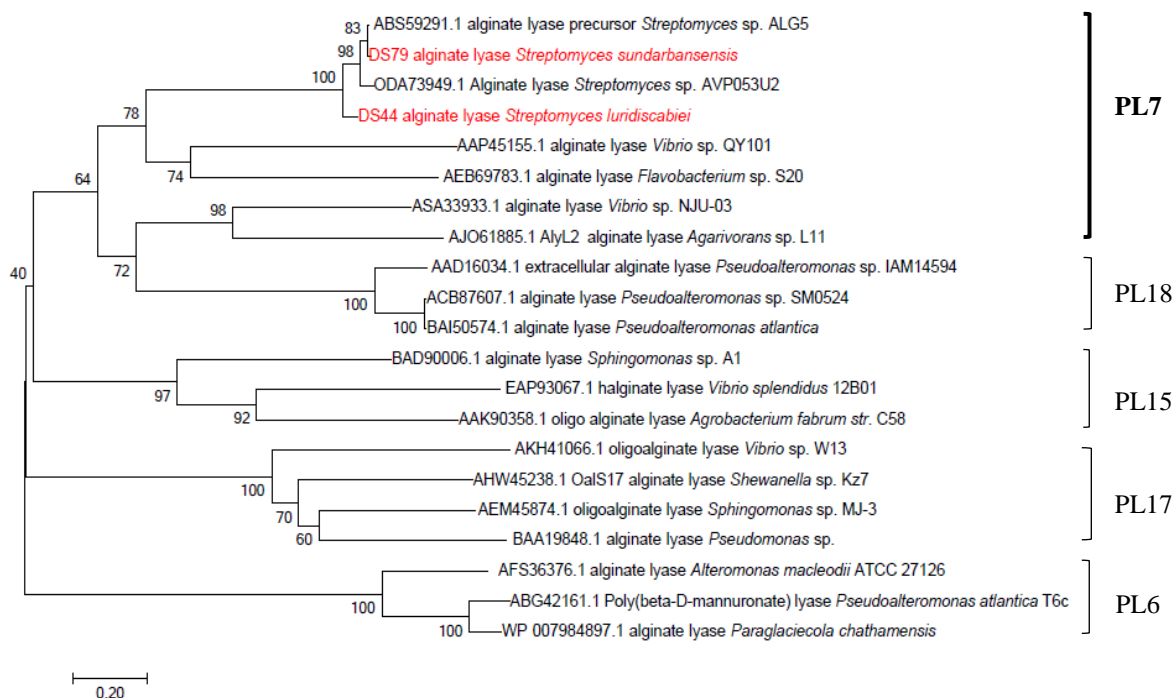 83
ABS59291.1 alginate lyase precursor Streptomyces sp. ALG5
98
DS79 alginate lyase Streptomyces sundarbansensis
100
ODA73949.1 Alginate lyase Streptomyces sp. AVP053U2
78
DS44 alginate lyase Streptomyces luridiscabiei
PL7
AAP45155.1 alginate lyase Vibrio sp. QY101
64
74
AEB69783.1 alginate lyase Flavobacterium sp. S20
98
ASA33933.1 alginate lyase Vibrio sp. NJU-03
AJO61885.1 AlyL2 alginate lyase Agarivorans sp. L11
40
72
AAD16034.1 extracellular alginate lyase Pseudoalteromonas sp. IAM14594
100
ACB87607.1 alginate lyase Pseudoalteromonas sp. SM0524
PL18
100
BAI50574.1 alginate lyase Pseudoalteromonas atlantica
BAD90006.1 alginate lyase Sphingomonas sp. A1
97
EAP93067.1 halginate lyase Vibrio splendidus 12B01
PL15
92
AAK90358.1 oligo alginate lyase Agrobacterium fabrum str. C58
AKH41066.1 oligoalginate lyase Vibrio sp. W13
100
AHW45238.1 OalS17 alginate lyase Shewanella sp. Kz7
PL17
70
AEM45874.1 oligoalginate lyase Sphingomonas sp. MJ-3
60
BAA19848.1 alginate lyase Pseudomonas sp.
AFS36376.1 alginate lyase Alteromonas macleodii ATCC 27126
100
ABG42161.1 Poly(beta-D-mannuronate) lyase Pseudoalteromonas atlantica T6c
PL6
100
WP 007984897.1 alginate lyase Paraglaciecola chathamensis
0.20